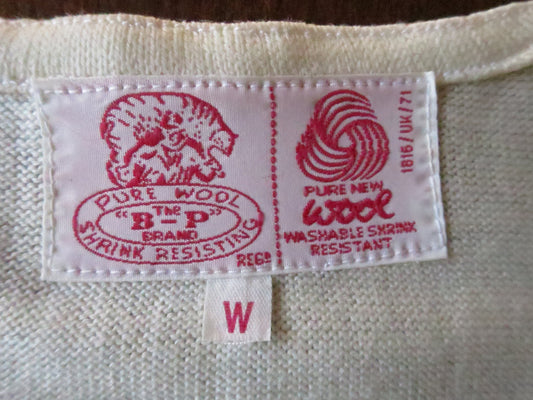 PURE WOOL
"THE
B-P"
BRAND
SHRINK RESISTING
REGD
PURE NEW
wool
WASHABLE SHRINK
RESISTANT
1816/UK/71
W